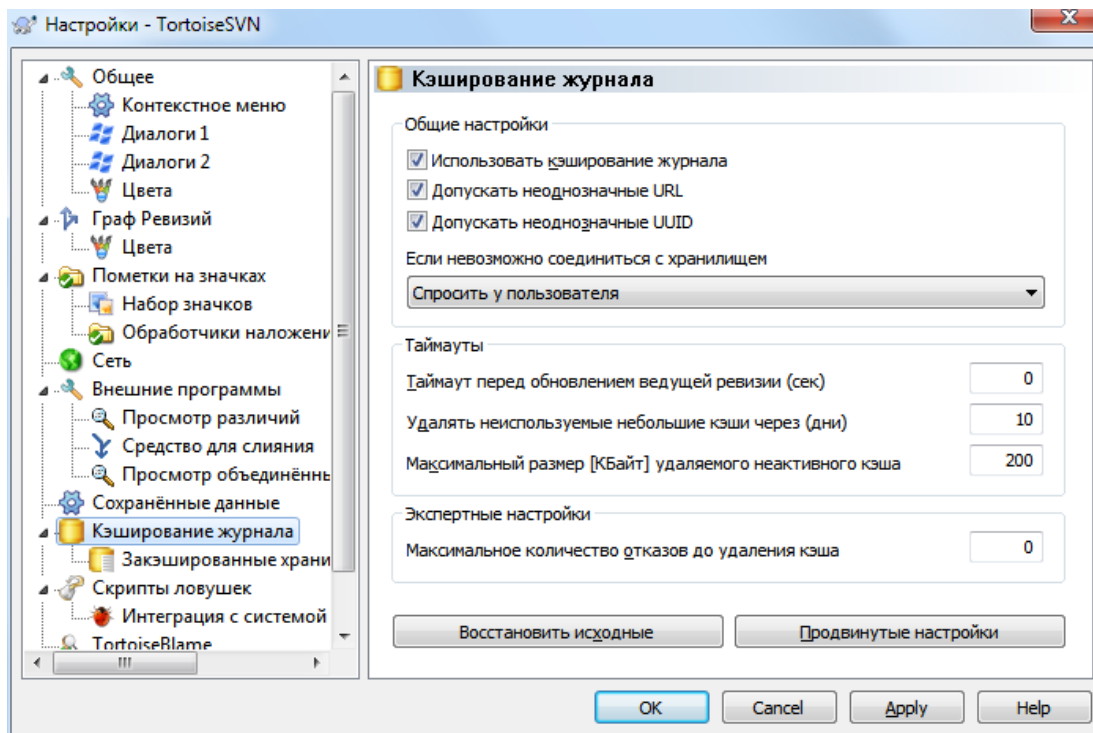 Настройки - TortoiseSVN
Общее
Контекстное меню
Диалоги 1
Диалоги 2
Цвета
Граф Ревизий
Цвета
Пометки на значках
Набор значков
Обработчики наложени
Сеть
Внешние программы
Просмотр различий
Средство для слияния
Просмотр объединённь
Сохранённые данные
Кэширование журнала
Закэшированные храни
Скрипты ловушек
Интеграция с системой
TortoiseBlame
Кэширование журнала
Общие настройки
Использовать кэширование журнала
Допускать неоднозначные URL
Допускать неоднозначные UUID
Если невозможно соединиться с хранилищем
Спросить у пользователя
Таймауты
Таймаут перед обновлением ведущей ревизии (сек) 0
Удалять неиспользуемые небольшие кэши через (дни) 10
Максимальный размер [КБайт] удаляемого неактивного кэша 200
Экспертные настройки
Максимальное количество отказов до удаления кэша 0
Восстановить исходные Продвинутые настройки
OK Cancel Apply Help